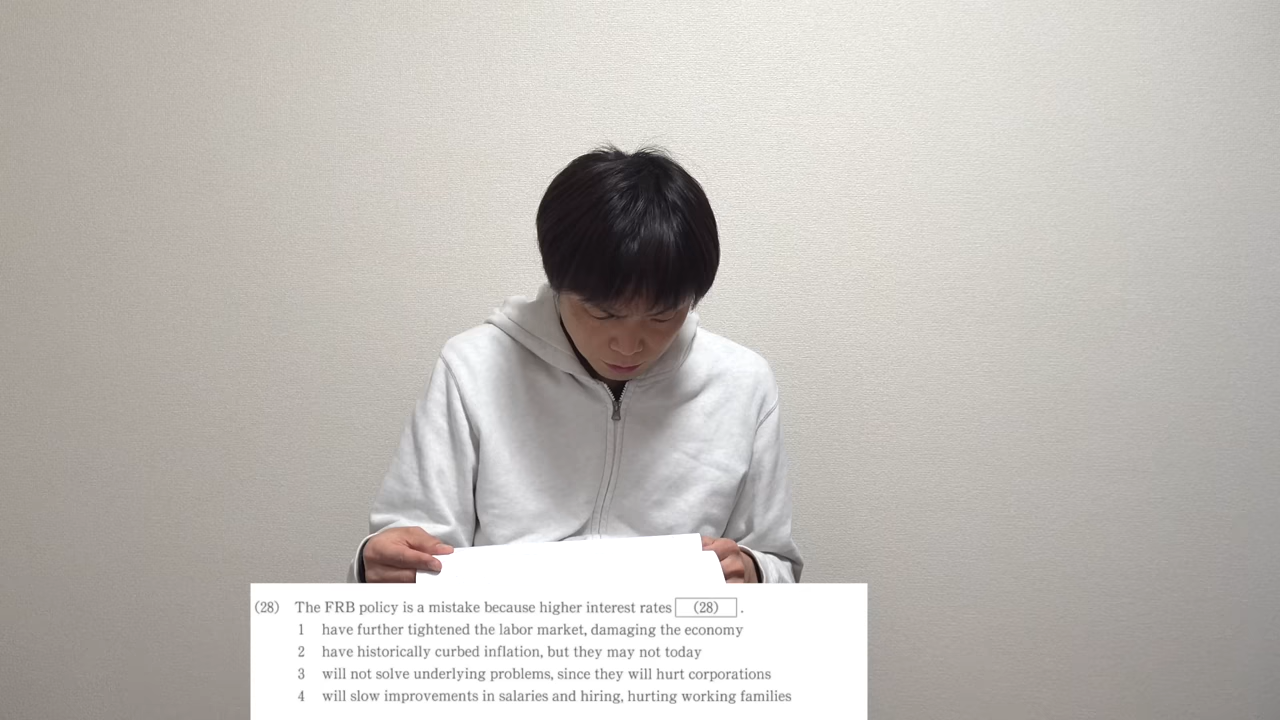 (28) The FRB policy is a mistake because higher interest rates (28) .
1 have further tightened the labor market, damaging the economy
2 have historically curbed inflation, but they may not today
3 will not solve underlying problems, since they will hurt corporations
4 will slow improvements in salaries and hiring, hurting working families